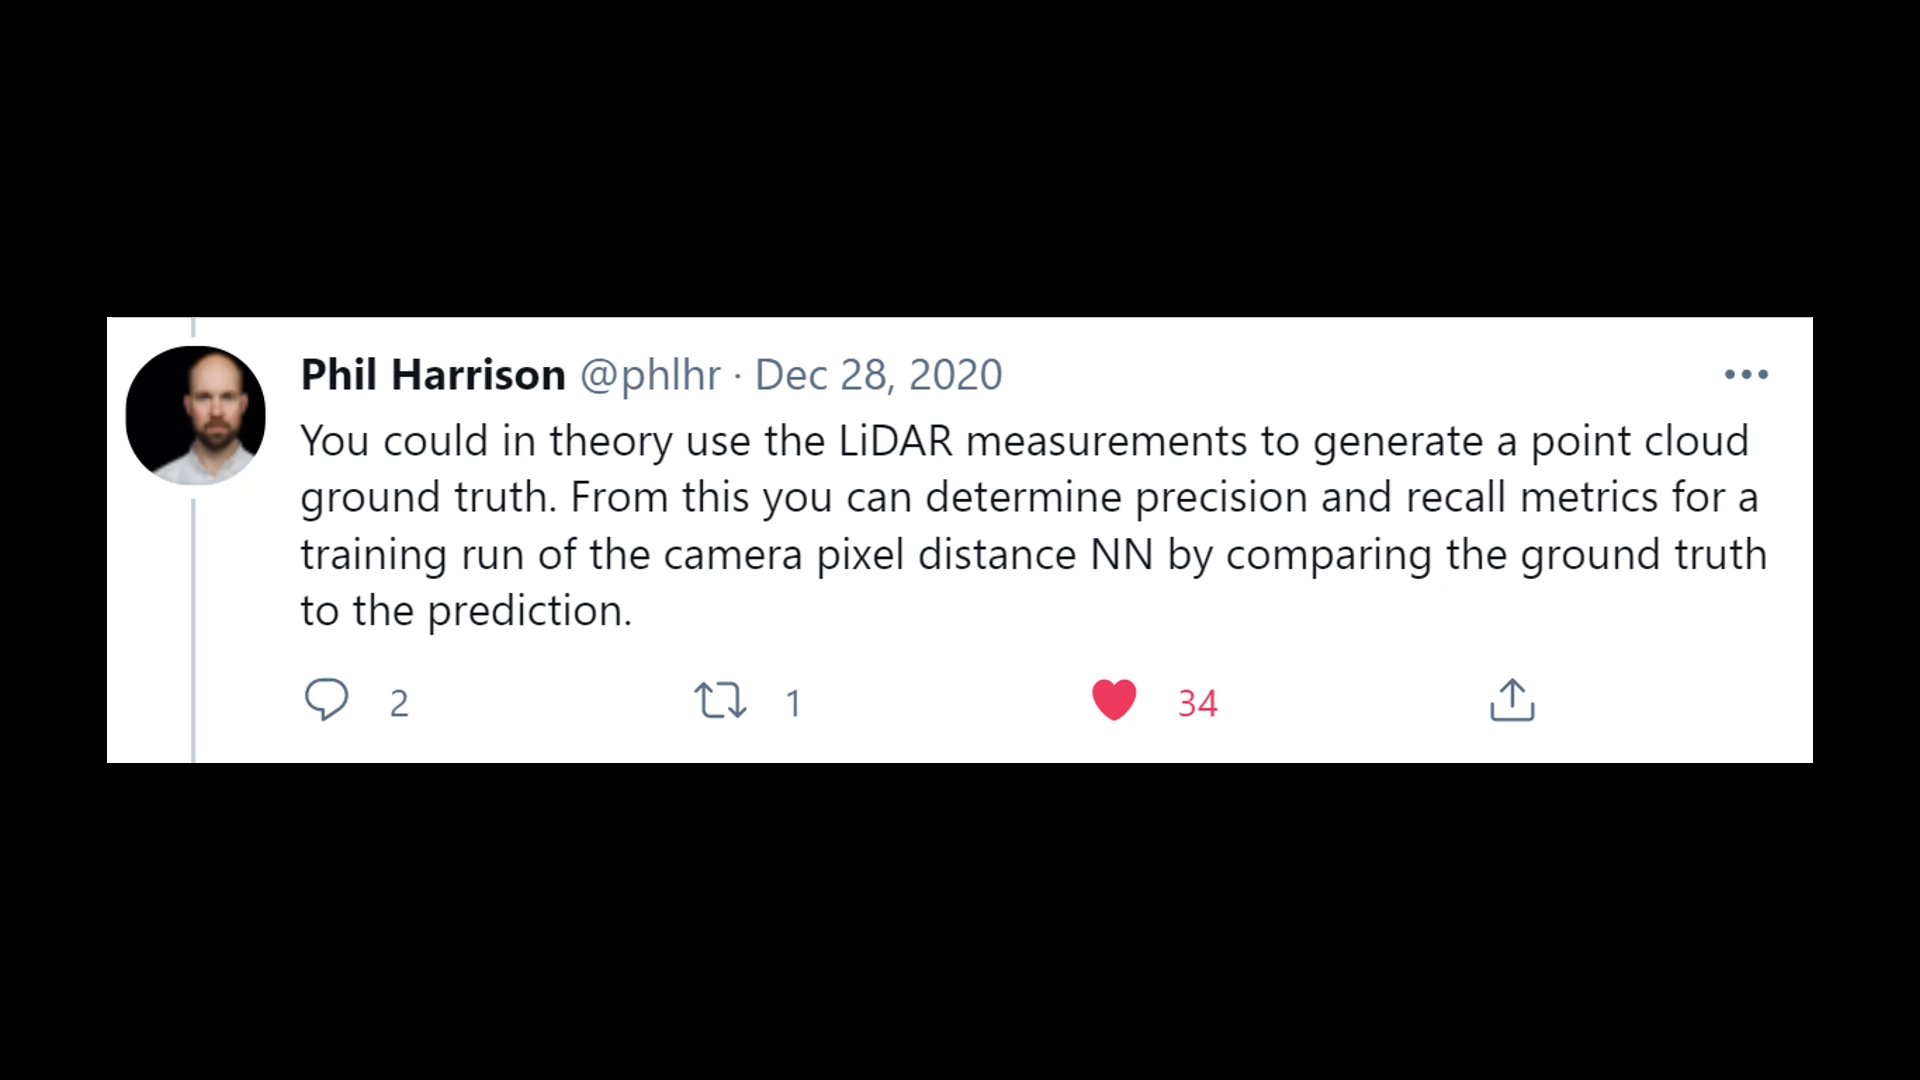 Phil Harrison @phlhr · Dec 28, 2020
You could in theory use the LiDAR measurements to generate a point cloud
ground truth. From this you can determine precision and recall metrics for a
training run of the camera pixel distance NN by comparing the ground truth
to the prediction.
2 1 34